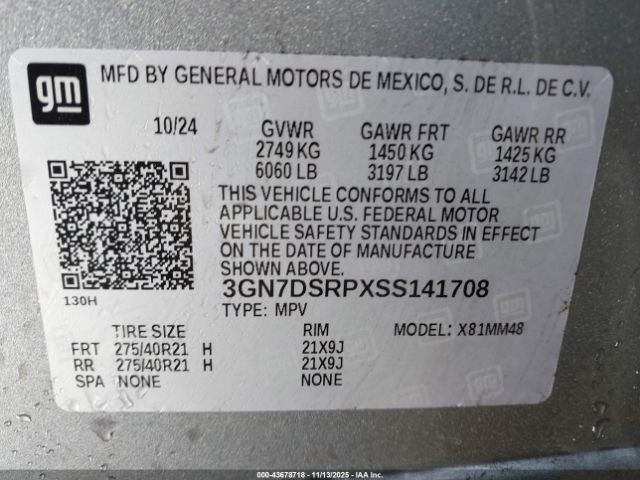 gm MFD BY GENERAL MOTORS DE MEXICO, S. DE R.L. DE C.V.
10/24 GVWR GAWR FRT GAWR RR
2749 KG 1450 KG 1425 KG
6060 LB 3197 LB 3142 LB
THIS VEHICLE CONFORMS TO ALL
APPLICABLE U.S. FEDERAL MOTOR
VEHICLE SAFETY STANDARDS IN EFFECT
ON THE DATE OF MANUFACTURE
SHOWN ABOVE.
130H
3GN7DSRPXSS141708
TYPE: MPV MODEL: X81MM48
TIRE SIZE RIM
FRT 275/40R21 H 21X9J
RR 275/40R21 H 21X9J
SPA NONE NONE
00-43678718 - 11/13/2025 - IAAI.COM